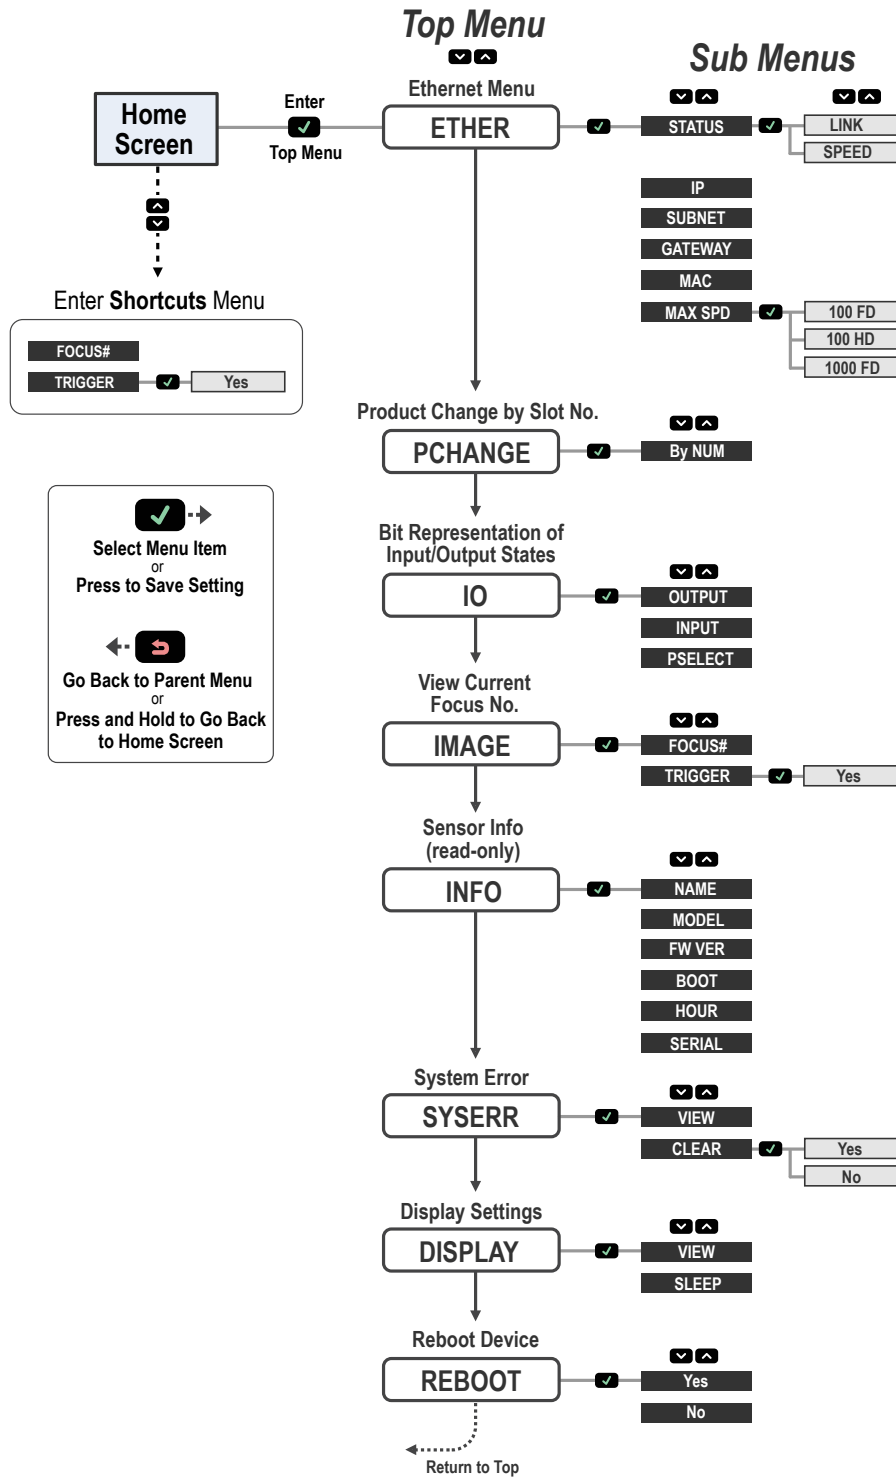 Top Menu
Sub Menus
Home
Screen
Enter
Top Menu
Ethernet Menu
ETHER
STATUS
LINK
SPEED
IP
SUBNET
GATEWAY
MAC
MAX SPD
100 FD
100 HD
1000 FD
Enter Shortcuts Menu
FOCUS#
TRIGGER
Yes
Product Change by Slot No.
PCHANGE
By NUM
Select Menu Item
or
Press to Save Setting
Go Back to Parent Menu
or
Press and Hold to Go Back
to Home Screen
Bit Representation of
Input/Output States
IO
OUTPUT
INPUT
PSELECT
View Current
Focus No.
IMAGE
FOCUS#
TRIGGER
Yes
Sensor Info
(read-only)
INFO
NAME
MODEL
FW VER
BOOT
HOUR
SERIAL
System Error
SYSERR
VIEW
CLEAR
Yes
No
Display Settings
DISPLAY
VIEW
SLEEP
Reboot Device
REBOOT
Yes
No
Return to Top